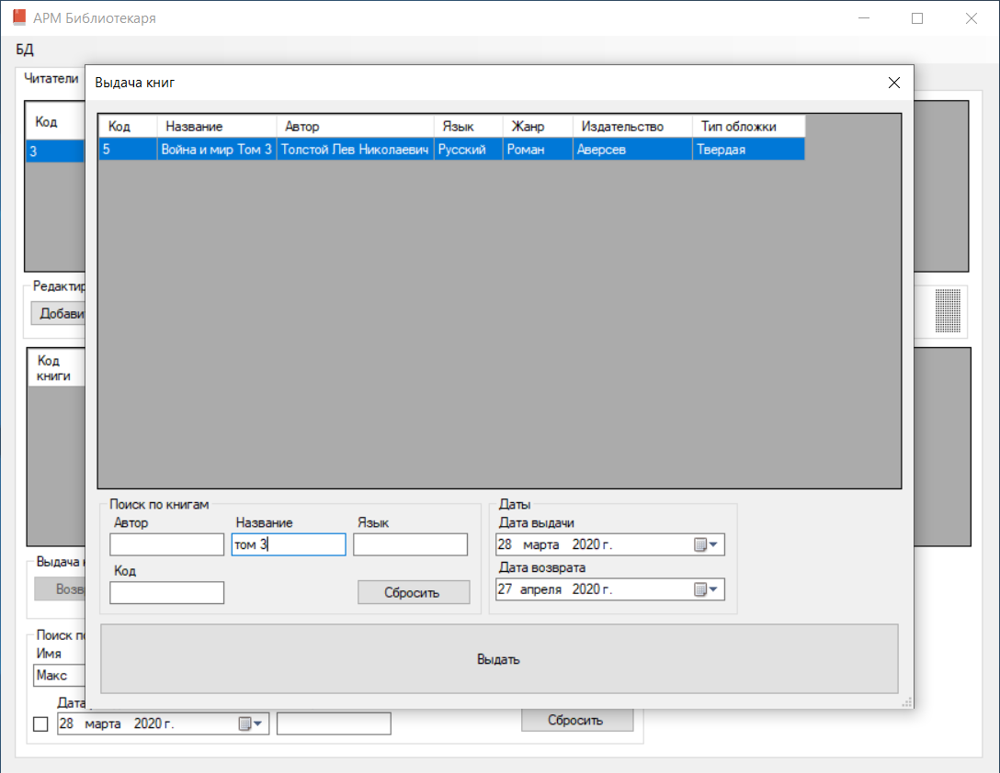 АРМ Библиотекаря
БД
Читатели
Код
3
Редактир
Добави
Код
книги
Выдача
Возв
Поиск по
Имя
Макс
Дата
28 марта 2020 г.
Сбросить
Выдача книг
Код Название Автор Язык Жанр Издательство Тип обложки
5 Война и мир Том 3 Толстой Лев Николаевич Русский Роман Аверсев Твердая
Поиск по книгам
Автор Название Язык
том 3
Код
Сбросить
Даты
Дата выдачи
28 марта 2020 г.
Дата возврата
27 апреля 2020 г.
Выдать